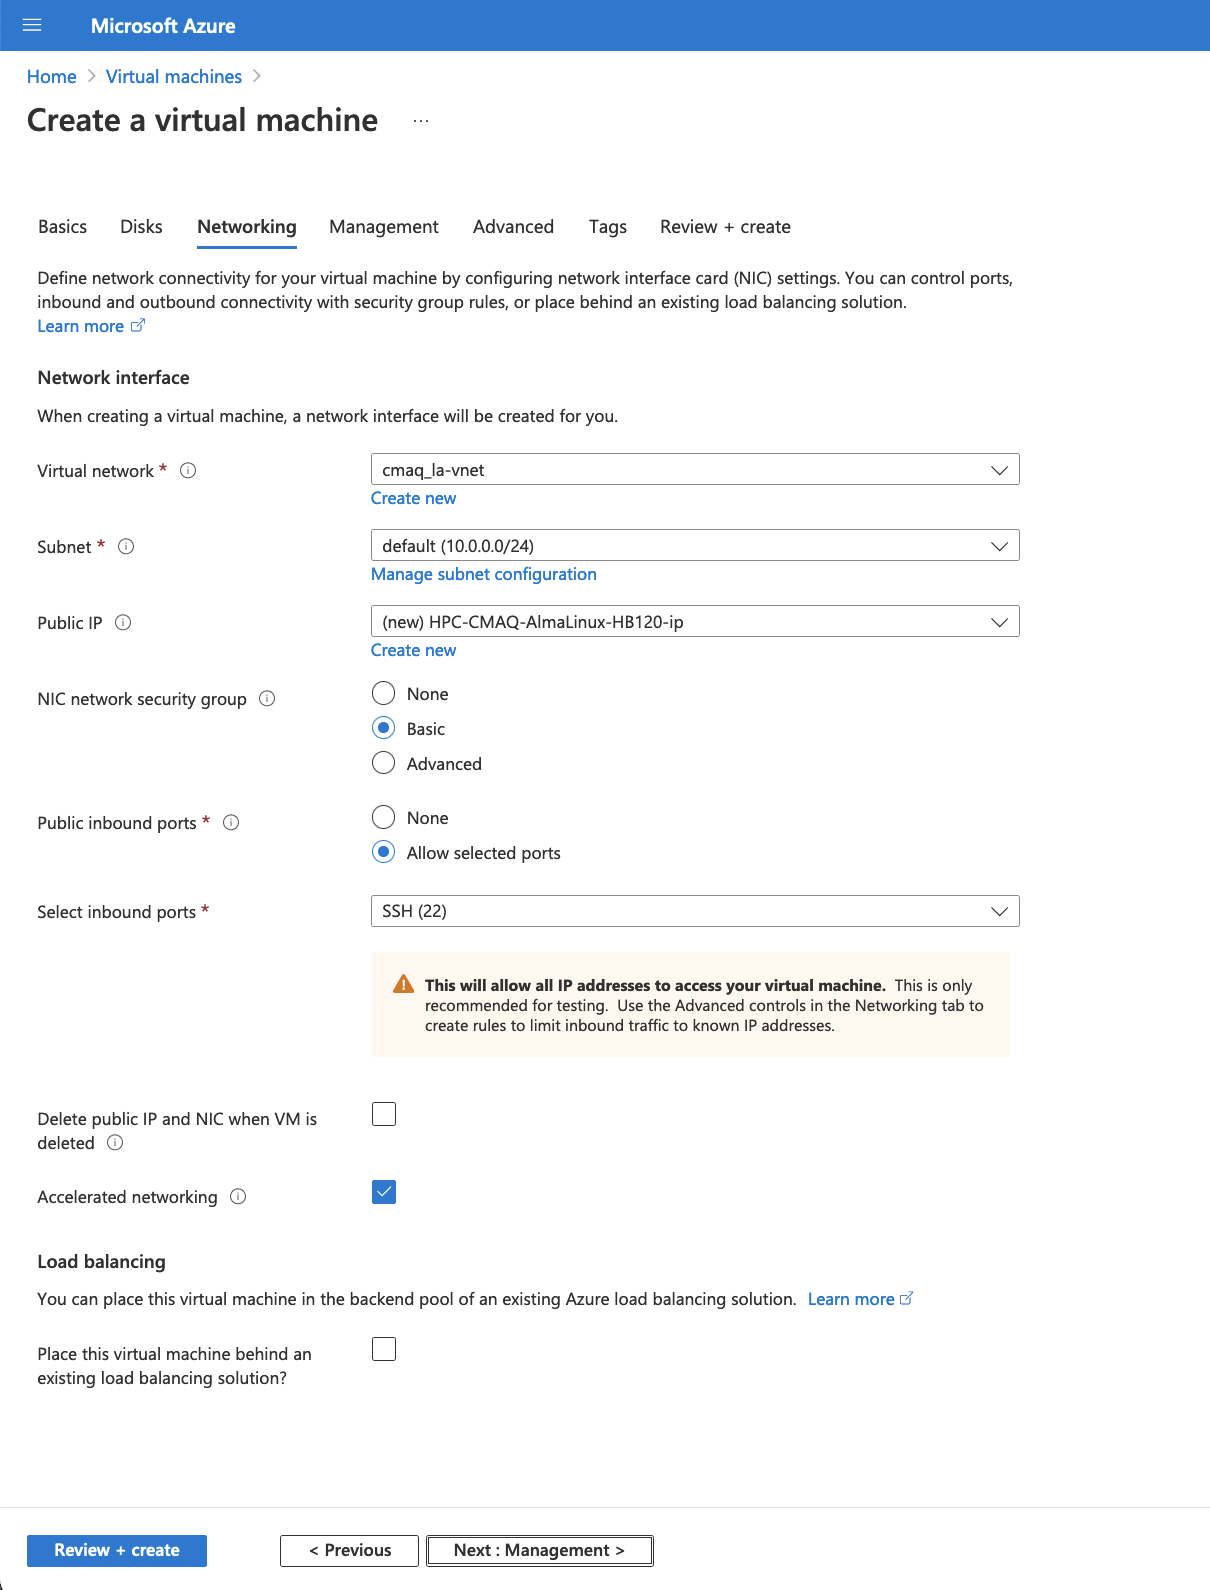 Microsoft Azure
Home > Virtual machines >
Create a virtual machine ...
Basics Disks Networking Management Advanced Tags Review + create
Define network connectivity for your virtual machine by configuring network interface card (NIC) settings. You can control ports,
inbound and outbound connectivity with security group rules, or place behind an existing load balancing solution.
Learn more
Network interface
When creating a virtual machine, a network interface will be created for you.
Virtual network * cmaq_la-vnet
Create new
Subnet * default (10.0.0.0/24)
Manage subnet configuration
Public IP (new) HPC-CMAQ-AlmaLinux-HB120-ip
Create new
NIC network security group None
Basic
Advanced
Public inbound ports * None
Allow selected ports
Select inbound ports * SSH (22)
This will allow all IP addresses to access your virtual machine. This is only
recommended for testing. Use the Advanced controls in the Networking tab to
create rules to limit inbound traffic to known IP addresses.
Delete public IP and NIC when VM is
deleted
Accelerated networking
Load balancing
You can place this virtual machine in the backend pool of an existing Azure load balancing solution. Learn more
Place this virtual machine behind an
existing load balancing solution?
Review + create < Previous Next : Management >